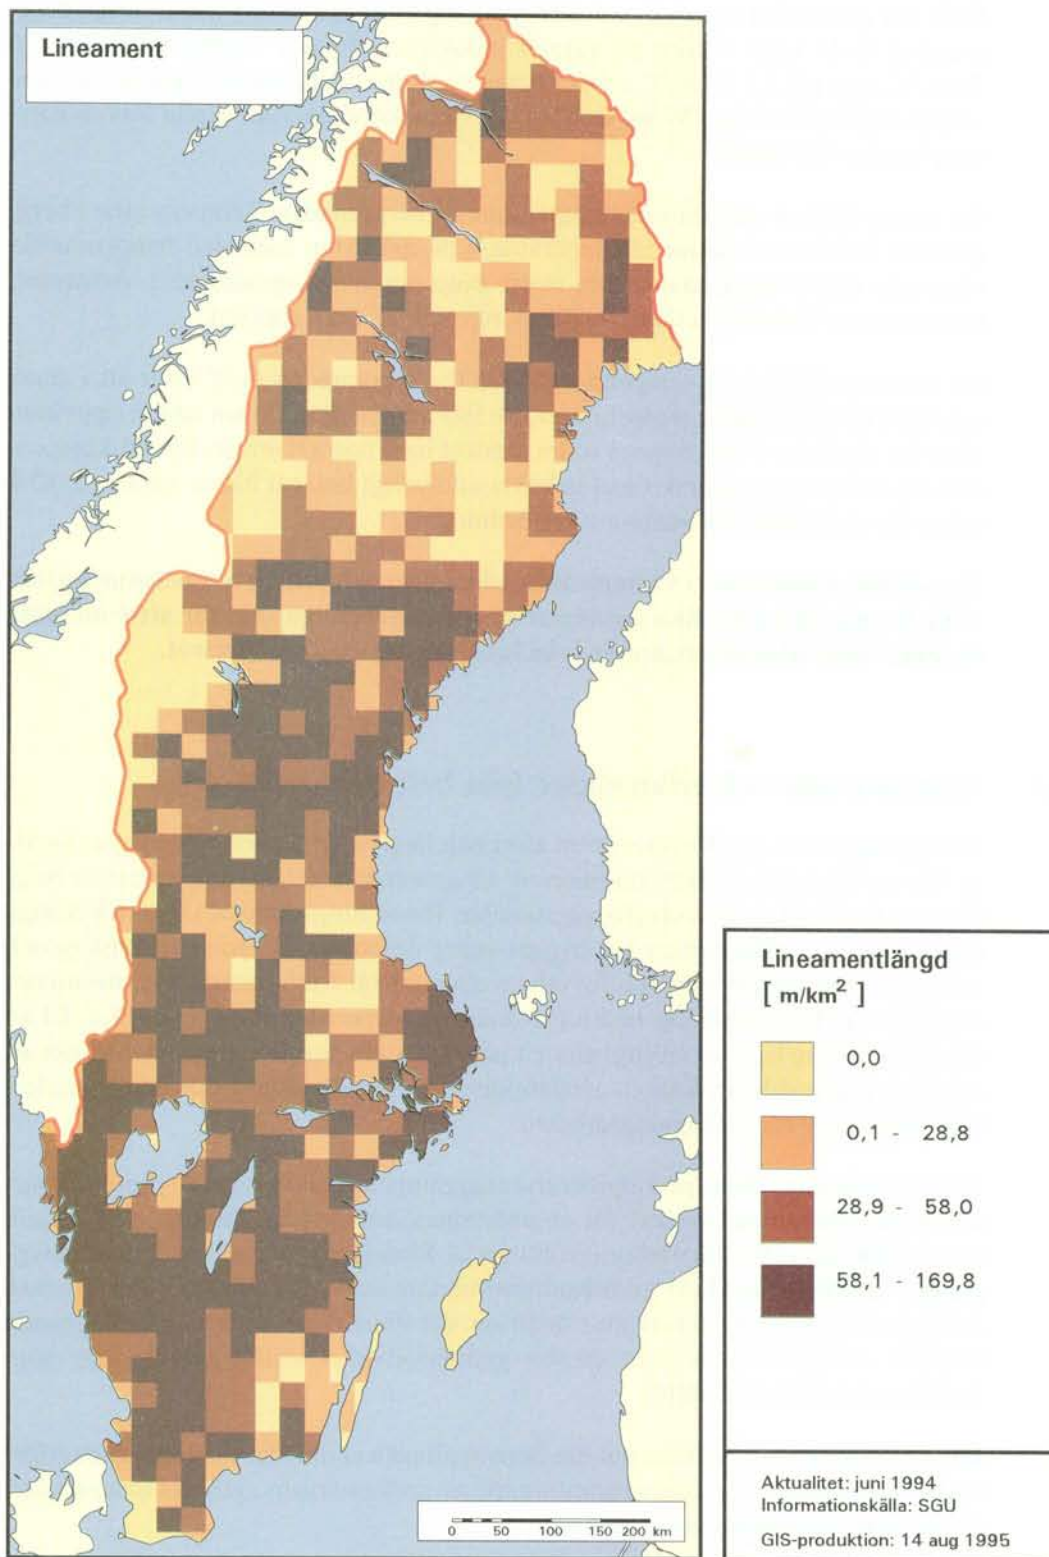 Lineament
Lineamentlängd
[ m/km² ]
0,0
0,1 - 28,8
28,9 - 58,0
58,1 - 169,8
0 50 100 150 200 km
Aktualitet: juni 1994
Informationskälla: SGU
GIS-produktion: 14 aug 1995